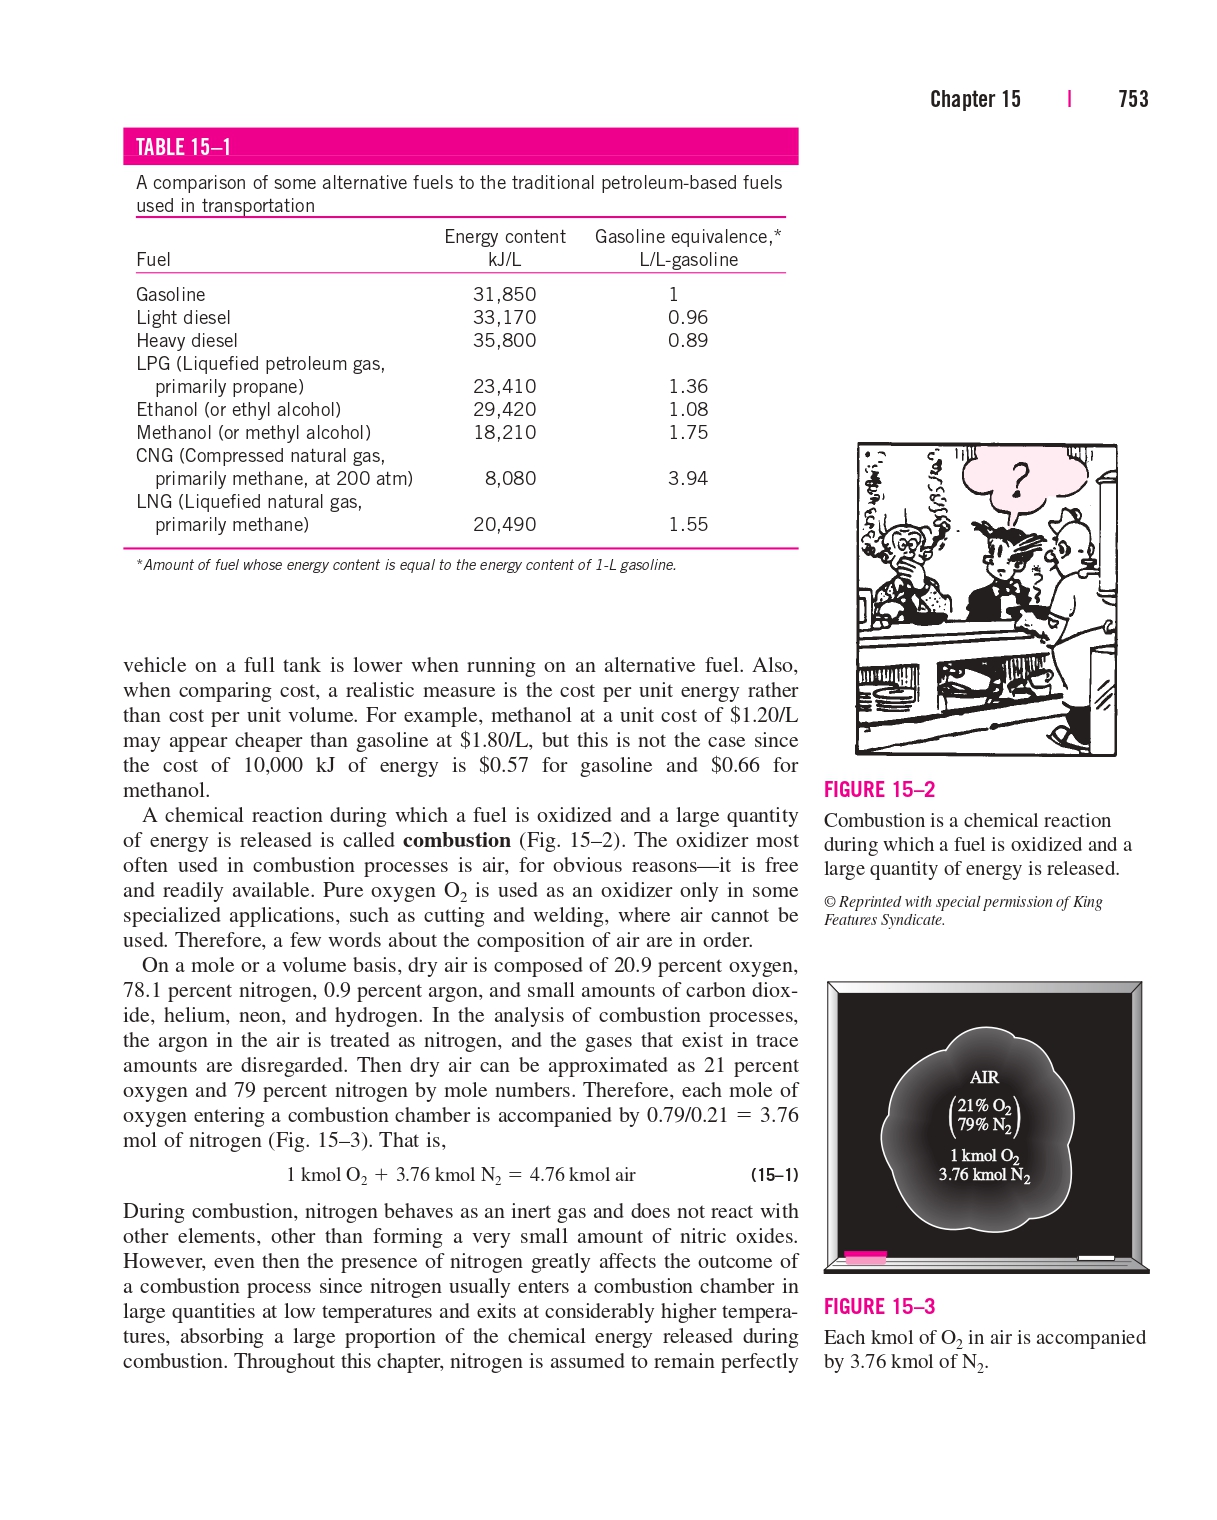 Chapter 15 | 753
TABLE 15–1
A comparison of some alternative fuels to the traditional petroleum-based fuels
used in transportation
Energy content Gasoline equivalence,*
Fuel kJ/L L/L-gasoline
Gasoline 31,850 1
Light diesel 33,170 0.96
Heavy diesel 35,800 0.89
LPG (Liquefied petroleum gas,
primarily propane) 23,410 1.36
Ethanol (or ethyl alcohol) 29,420 1.08
Methanol (or methyl alcohol) 18,210 1.75
CNG (Compressed natural gas,
primarily methane, at 200 atm) 8,080 3.94
LNG (Liquefied natural gas,
primarily methane) 20,490 1.55
*Amount of fuel whose energy content is equal to the energy content of 1-L gasoline.
vehicle on a full tank is lower when running on an alternative fuel. Also,
when comparing cost, a realistic measure is the cost per unit energy rather
than cost per unit volume. For example, methanol at a unit cost of $1.20/L
may appear cheaper than gasoline at $1.80/L, but this is not the case since
the cost of 10,000 kJ of energy is $0.57 for gasoline and $0.66 for
methanol.
A chemical reaction during which a fuel is oxidized and a large quantity
of energy is released is called combustion (Fig. 15–2). The oxidizer most
often used in combustion processes is air, for obvious reasons—it is free
and readily available. Pure oxygen O₂ is used as an oxidizer only in some
specialized applications, such as cutting and welding, where air cannot be
used. Therefore, a few words about the composition of air are in order.
On a mole or a volume basis, dry air is composed of 20.9 percent oxygen,
78.1 percent nitrogen, 0.9 percent argon, and small amounts of carbon diox-
ide, helium, neon, and hydrogen. In the analysis of combustion processes,
the argon in the air is treated as nitrogen, and the gases that exist in trace
amounts are disregarded. Then dry air can be approximated as 21 percent
oxygen and 79 percent nitrogen by mole numbers. Therefore, each mole of
oxygen entering a combustion chamber is accompanied by 0.79/0.21 = 3.76
mol of nitrogen (Fig. 15–3). That is,
1 kmol O₂ + 3.76 kmol N₂ = 4.76 kmol air (15–1)
During combustion, nitrogen behaves as an inert gas and does not react with
other elements, other than forming a very small amount of nitric oxides.
However, even then the presence of nitrogen greatly affects the outcome of
a combustion process since nitrogen usually enters a combustion chamber in
large quantities at low temperatures and exits at considerably higher tempera-
tures, absorbing a large proportion of the chemical energy released during
combustion. Throughout this chapter, nitrogen is assumed to remain perfectly
?
FIGURE 15–2
Combustion is a chemical reaction
during which a fuel is oxidized and a
large quantity of energy is released.
© Reprinted with special permission of King
Features Syndicate.
AIR
(21% O₂
79% N₂)
1 kmol O₂
3.76 kmol N₂
FIGURE 15–3
Each kmol of O₂ in air is accompanied
by 3.76 kmol of N₂.